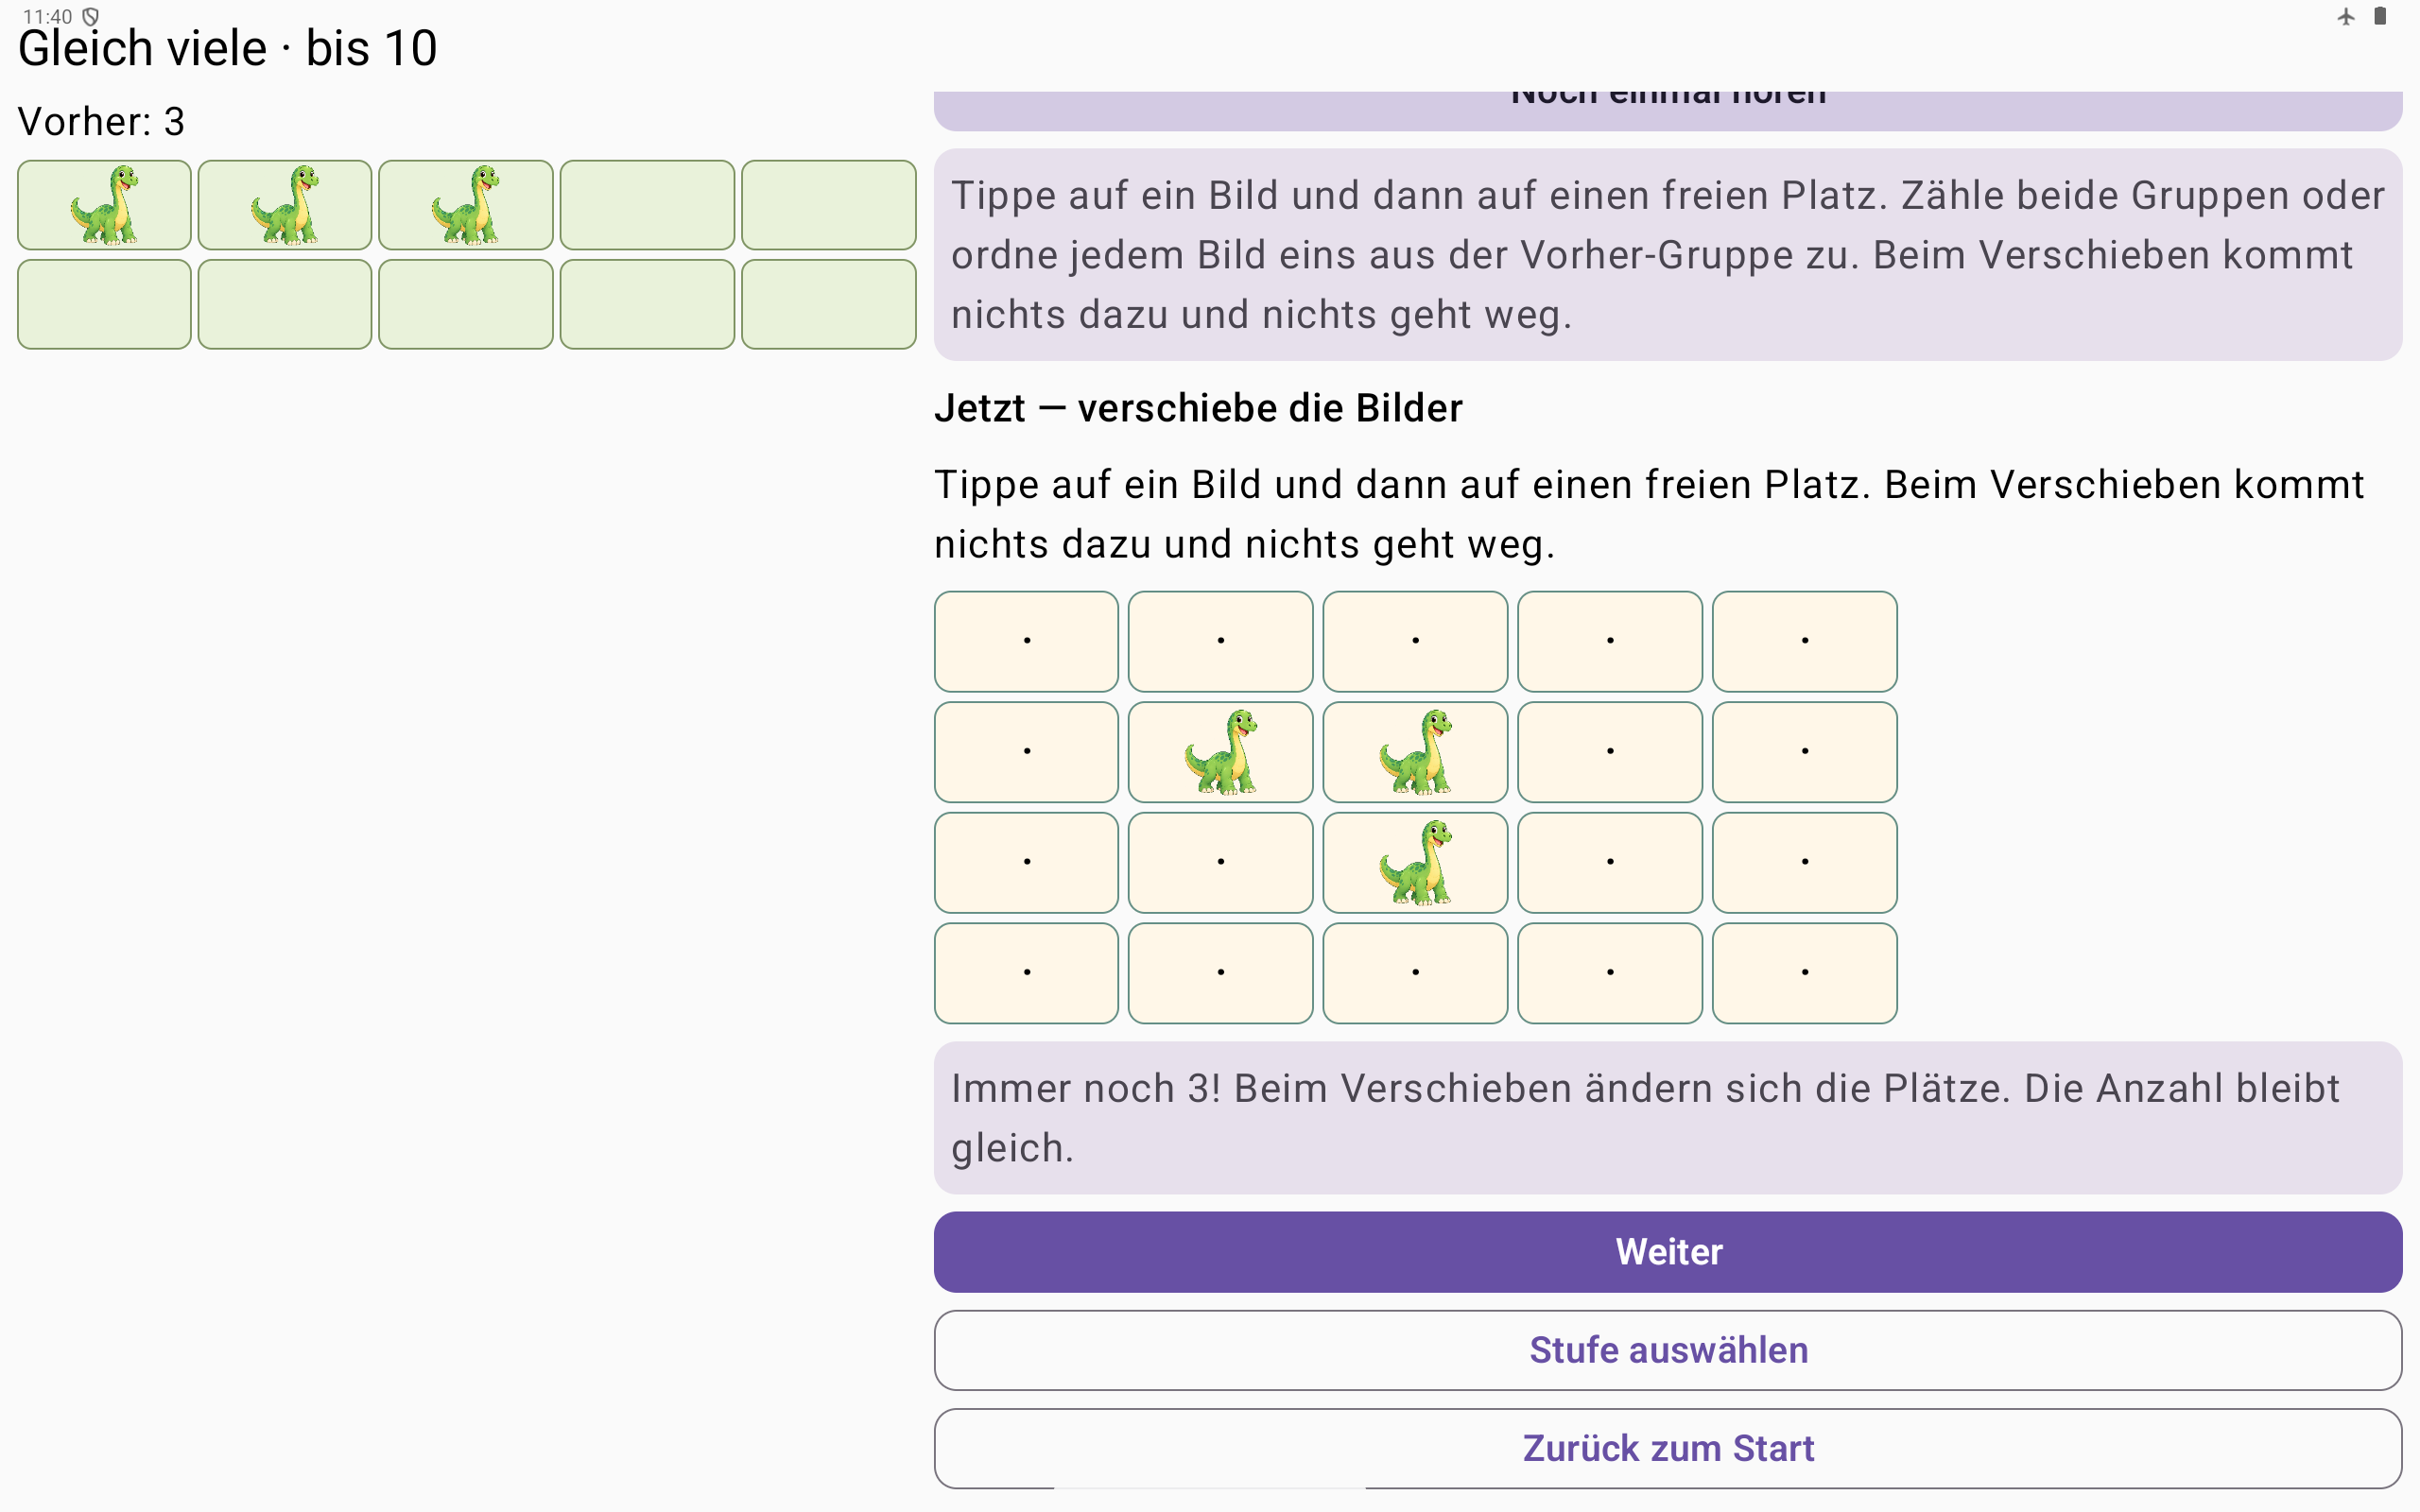 11:40
Gleich viele · bis 10
Vorher: 3
Noch einmal hören
Tippe auf ein Bild und dann auf einen freien Platz. Zähle beide Gruppen oder
ordne jedem Bild eins aus der Vorher-Gruppe zu. Beim Verschieben kommt
nichts dazu und nichts geht weg.
Jetzt — verschiebe die Bilder
Tippe auf ein Bild und dann auf einen freien Platz. Beim Verschieben kommt
nichts dazu und nichts geht weg.
Immer noch 3! Beim Verschieben ändern sich die Plätze. Die Anzahl bleibt
gleich.
Weiter
Stufe auswählen
Zurück zum Start